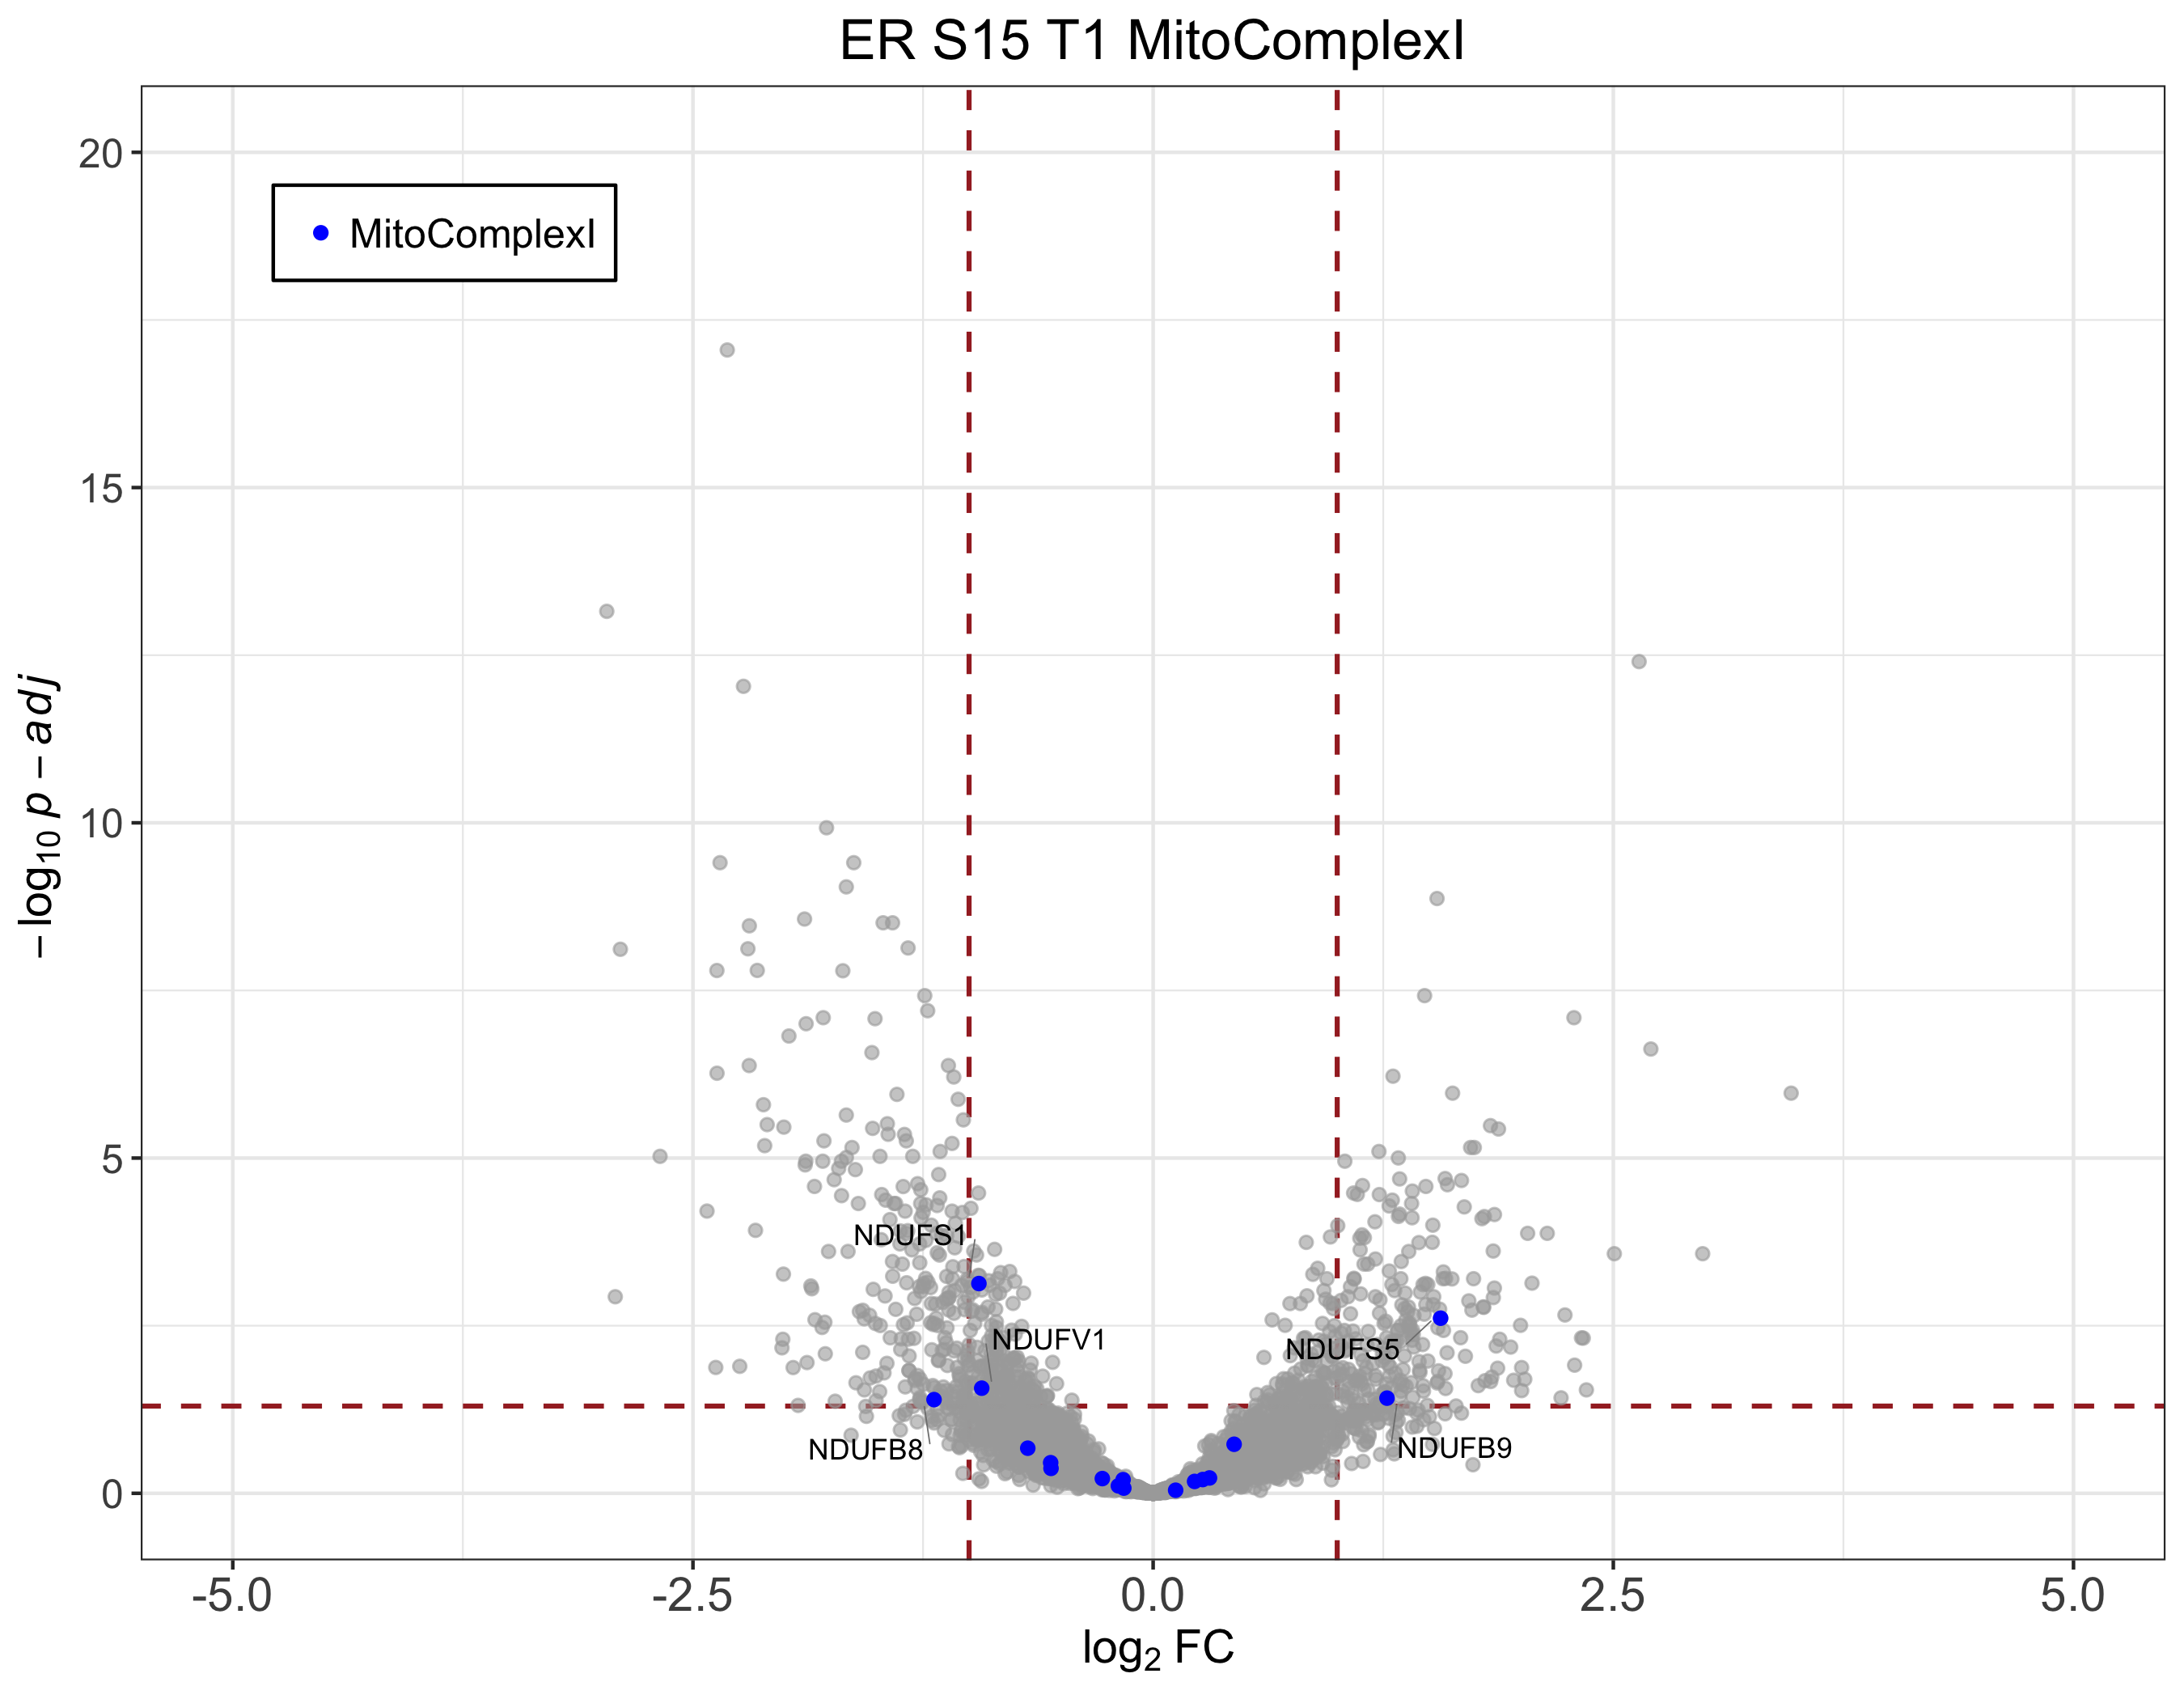 ER S15 T1 MitoComplexI
20
MitoComplexI
15
10
5
0
−log10 p − adj
NDUFS1
NDUFV1
NDUFS5
NDUFB8
NDUFB9
-5.0
-2.5
0.0
2.5
5.0
log2 FC